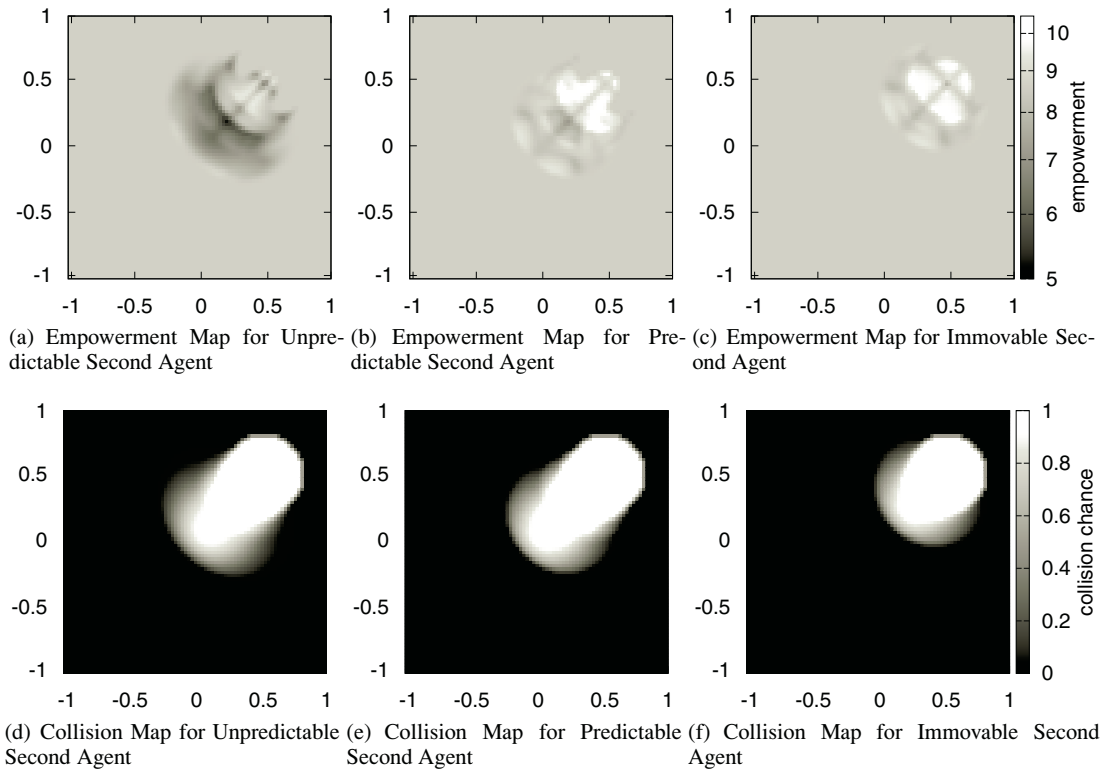 1
0.5
0
-0.5
-1
-1 -0.5 0 0.5 1
1
0.5
0
-0.5
-1
-1 -0.5 0 0.5 1
1
0.5
0
-0.5
-1
-1 -0.5 0 0.5 1
10
9
8
7
6
5
empowerment
(a) Empowerment Map for Unpre-
dictable Second Agent
(b) Empowerment Map for Pre-
dictable Second Agent
(c) Empowerment Map for Immovable Sec-
ond Agent
1
0.5
0
-0.5
-1
-1 -0.5 0 0.5 1
1
0.5
0
-0.5
-1
-1 -0.5 0 0.5 1
1
0.5
0
-0.5
-1
-1 -0.5 0 0.5 1
1
0.8
0.6
0.4
0.2
0
collision chance
(d) Collision Map for Unpredictable
Second Agent
(e) Collision Map for Predictable
Second Agent
(f) Collision Map for Immovable Second
Agent